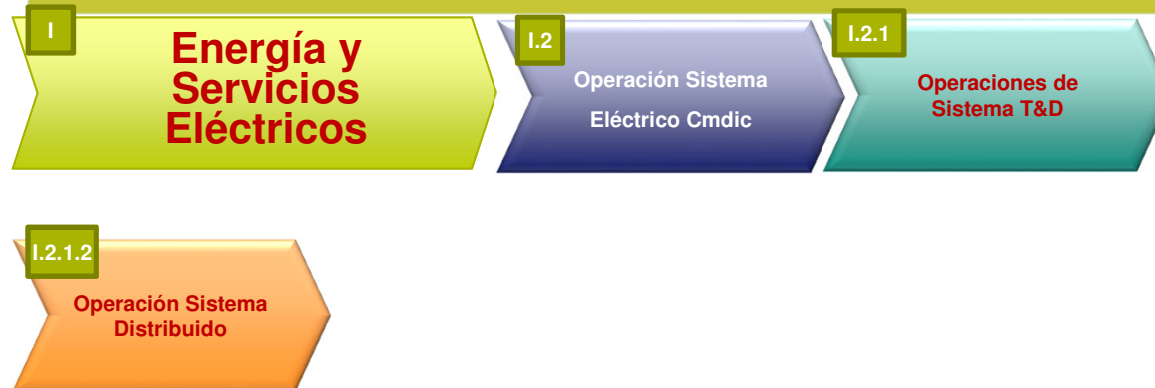 I
Energía y
Servicios
Eléctricos
I.2
Operación Sistema
Eléctrico Cmdic
I.2.1
Operaciones de
Sistema T&D
I.2.1.2
Operación Sistema
Distribuido